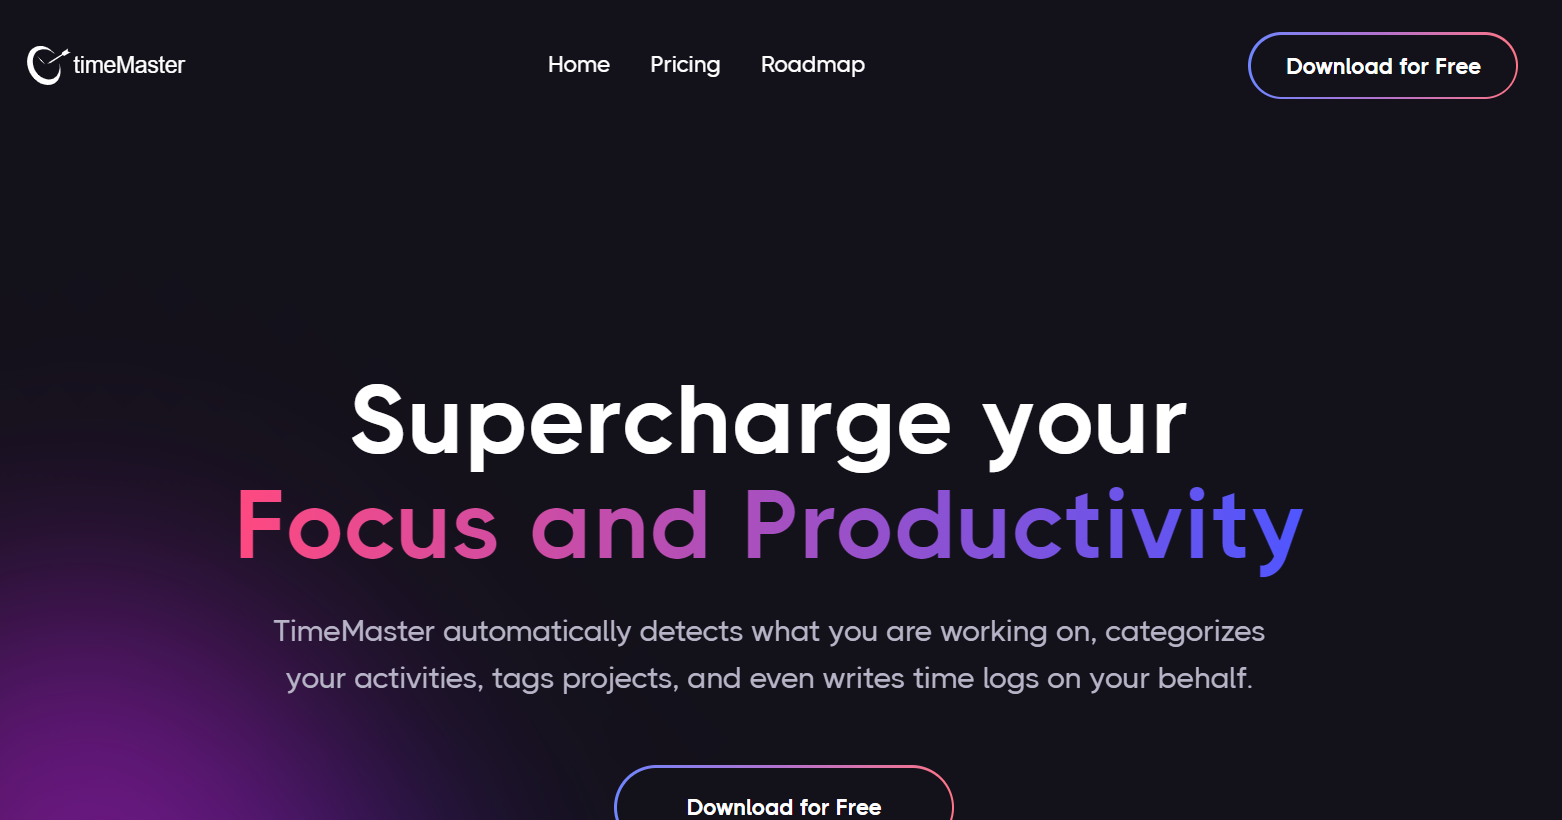 timeMaster
Home Pricing Roadmap
Download for Free
Supercharge your
Focus and Productivity
TimeMaster automatically detects what you are working on, categorizes
your activities, tags projects, and even writes time logs on your behalf.
Download for Free